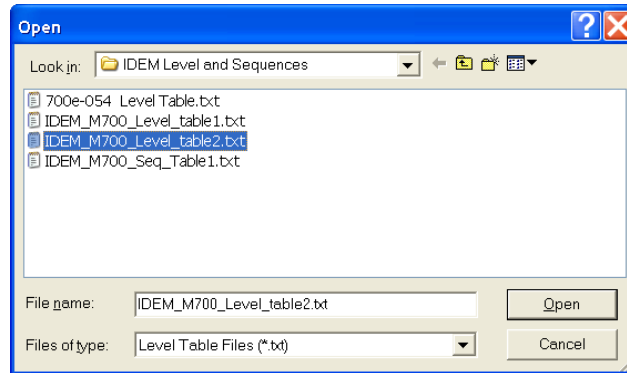 Open
Look in: IDEM Level and Sequences
700e-054 Level Table.txt
IDEM_M700_Level_table1.txt
IDEM_M700_Level_table2.txt
IDEM_M700_Seq_Table1.txt
File name: IDEM_M700_Level_table2.txt Open
Files of type: Level Table Files (*.txt) Cancel